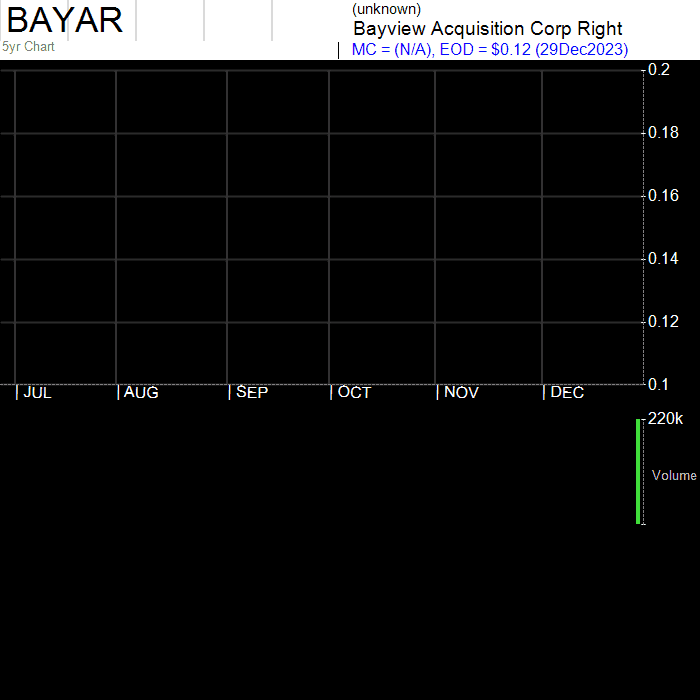 BAYAR
(unknown)
Bayview Acquisition Corp Right
5yr Chart
| MC = (N/A), EOD = $0.12 (29Dec2023)
0.2
0.18
0.16
0.14
0.12
0.1
| JUL | AUG | SEP | OCT | NOV | DEC
220k
Volume